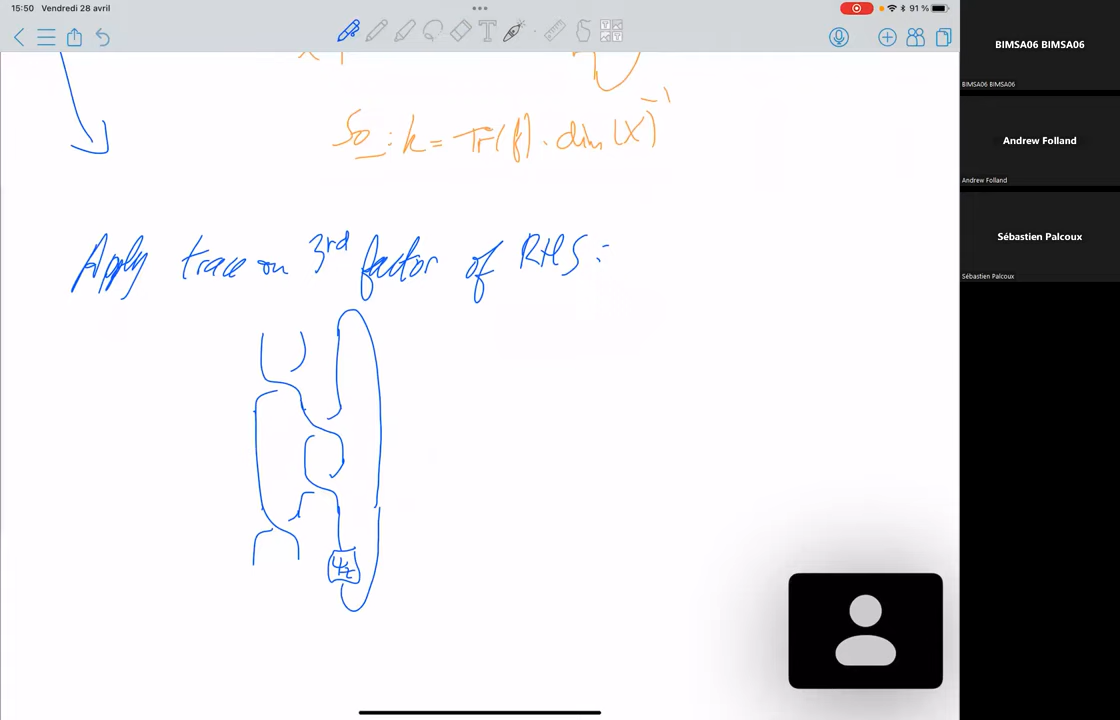 15:50 Vendredi 28 avril
91 %
So : k = Tr(f) · dim(X)⁻¹
Apply trace on 3rd factor of RHS :
BIMSA06 BIMSA06
BIMSA06 BIMSA06
Andrew Folland
Andrew Folland
Sébastien Palcoux
Sébastien Palcoux